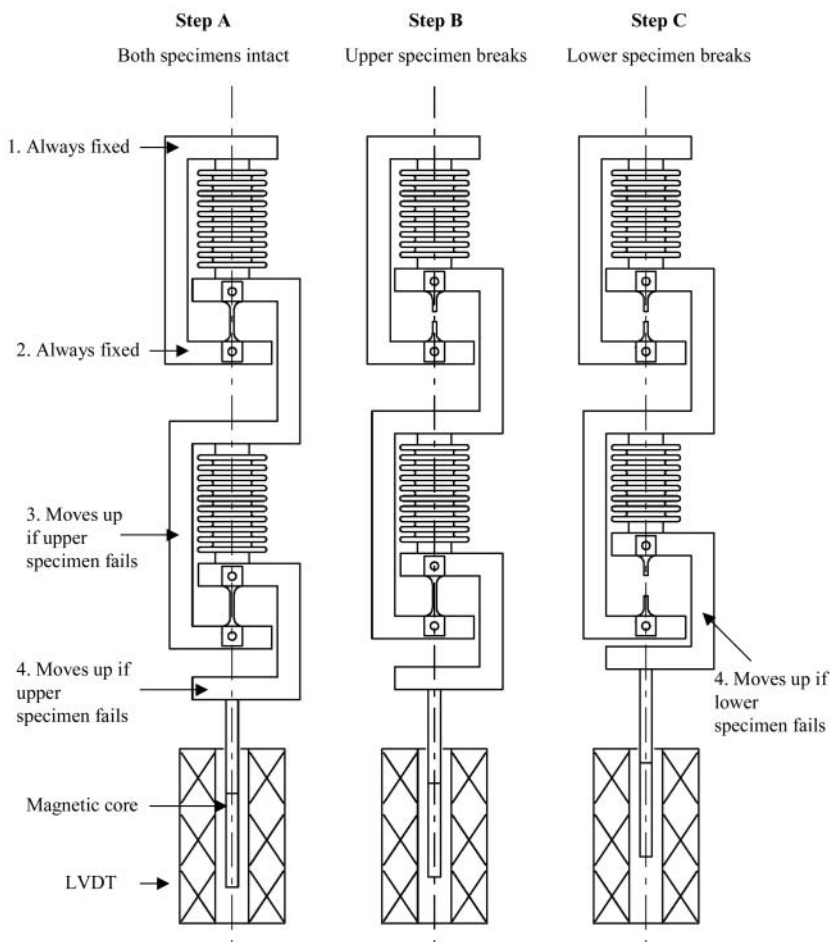 Step A
Both specimens intact
Step B
Upper specimen breaks
Step C
Lower specimen breaks
1. Always fixed
2. Always fixed
3. Moves up
if upper
specimen fails
4. Moves up if
upper
specimen fails
4. Moves up if
lower
specimen fails
Magnetic core
LVDT